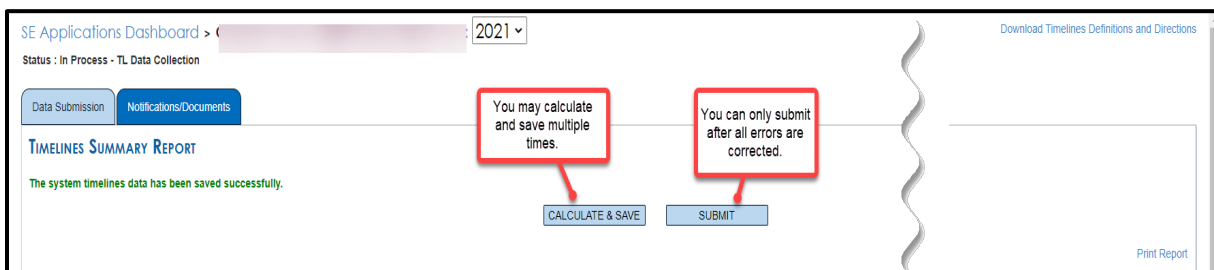 SE Applications Dashboard >
: 2021
Download Timelines Definitions and Directions
Status : In Process - TL Data Collection
Data Submission
Notifications/Documents
You may calculate
and save multiple
times.
You can only submit
after all errors are
corrected.
TIMELINES SUMMARY REPORT
The system timelines data has been saved successfully.
CALCULATE & SAVE
SUBMIT
Print Report